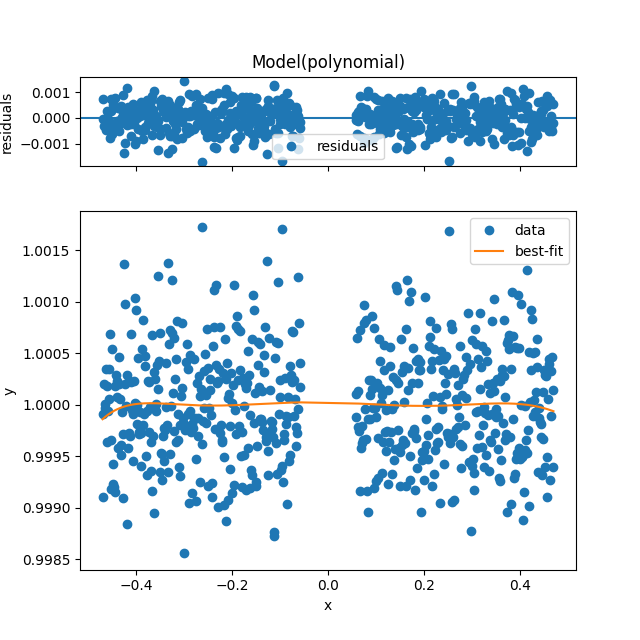 Model(polynomial)
residuals
0.001
0.000
−0.001
residuals
y
1.0015
1.0010
1.0005
1.0000
0.9995
0.9990
0.9985
data
best-fit
−0.4 −0.2 0.0 0.2 0.4
x